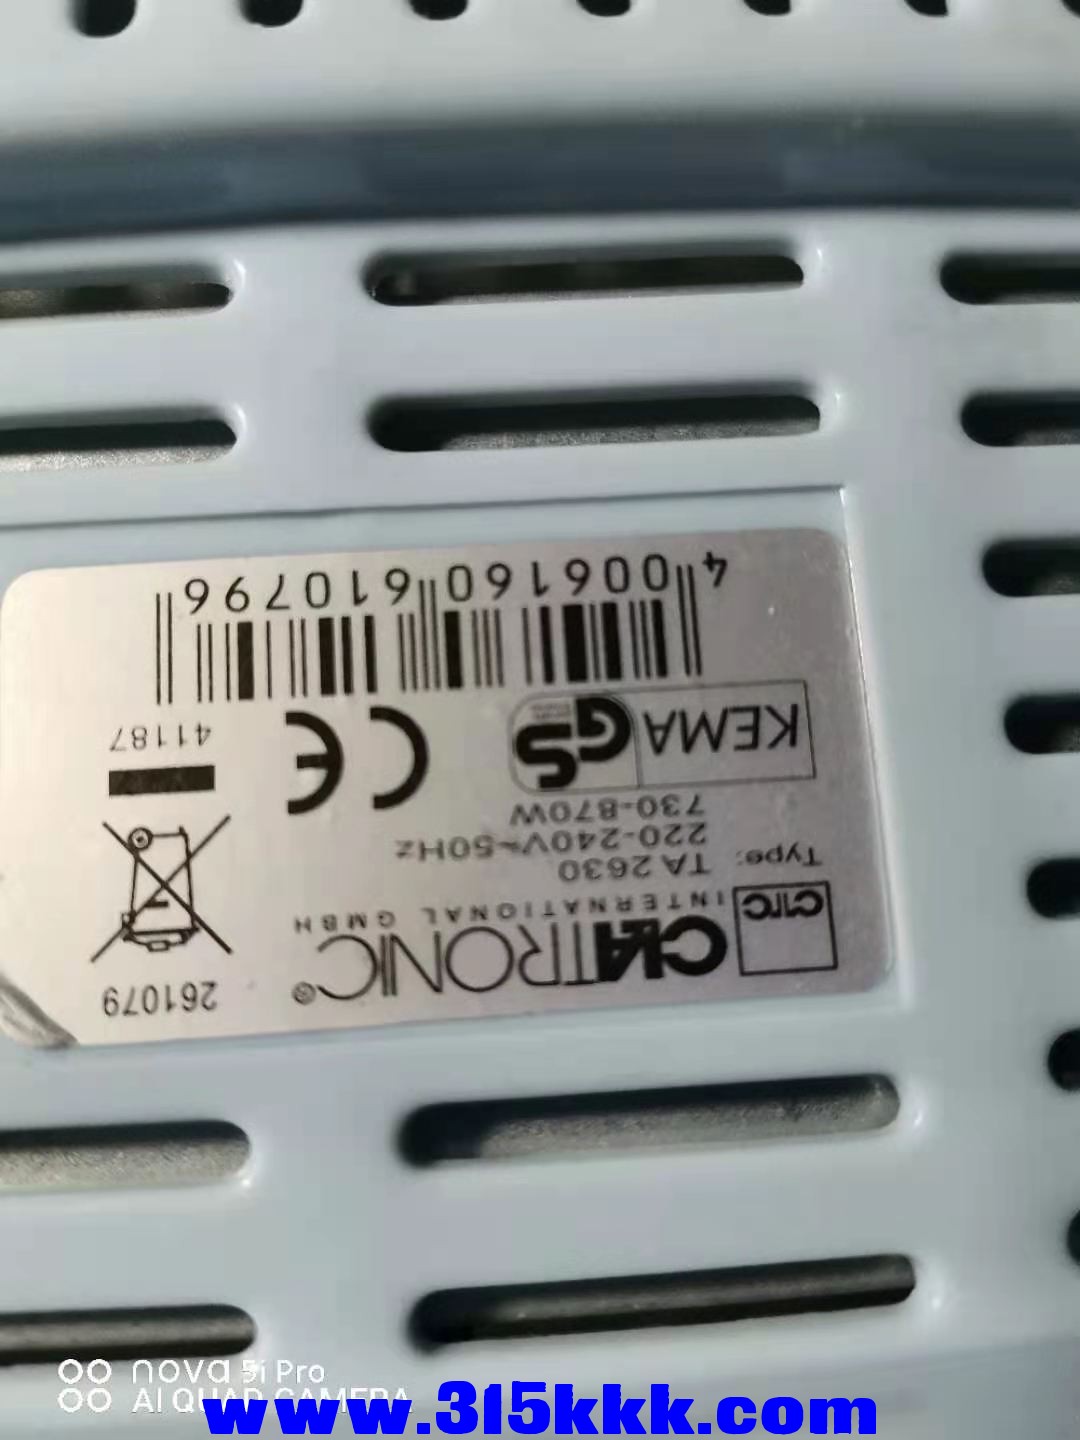 261079
CLATRONIC®
INTERNATIONAL GMBH
CTC
Type: TA 2630
220-240V~50Hz
730-870W
KEMA GS
CE
41187
4 006160 610796
nova 5i Pro
AI QUAD CAMERA
www.315kkk.com